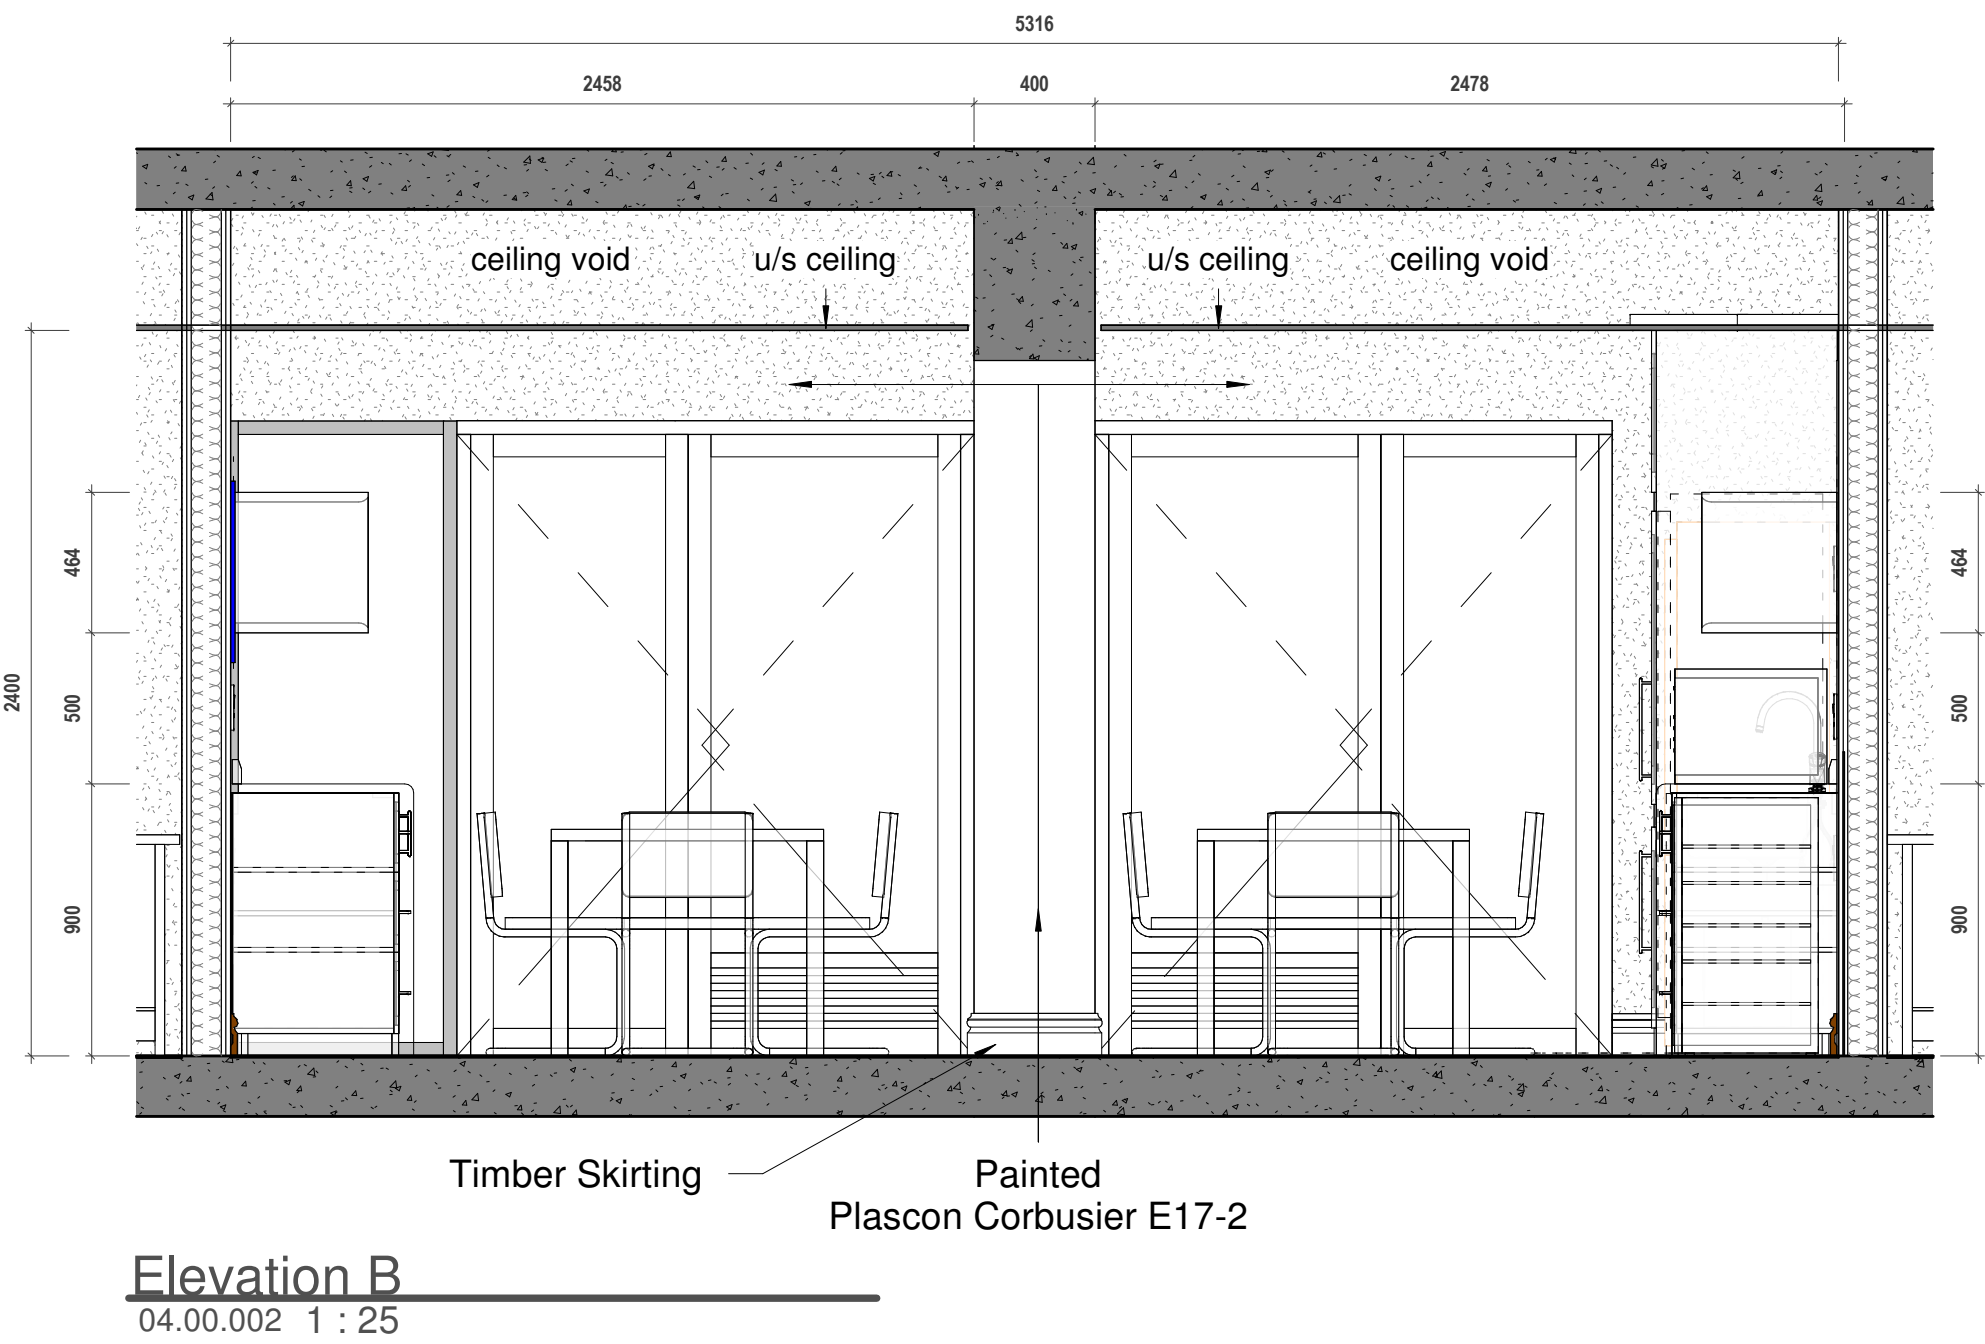 5316
2458 400 2478
ceiling void u/s ceiling u/s ceiling ceiling void
464 464
2400 500 500
900 900
Timber Skirting Painted
Plascon Corbusier E17-2
Elevation B
04.00.002 1 : 25